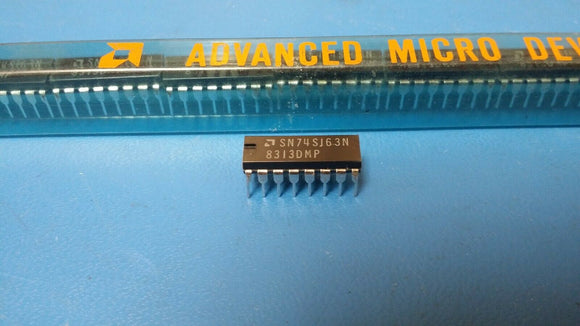 ADVANCED MICRO DEV
SN74S163N
8313DMP